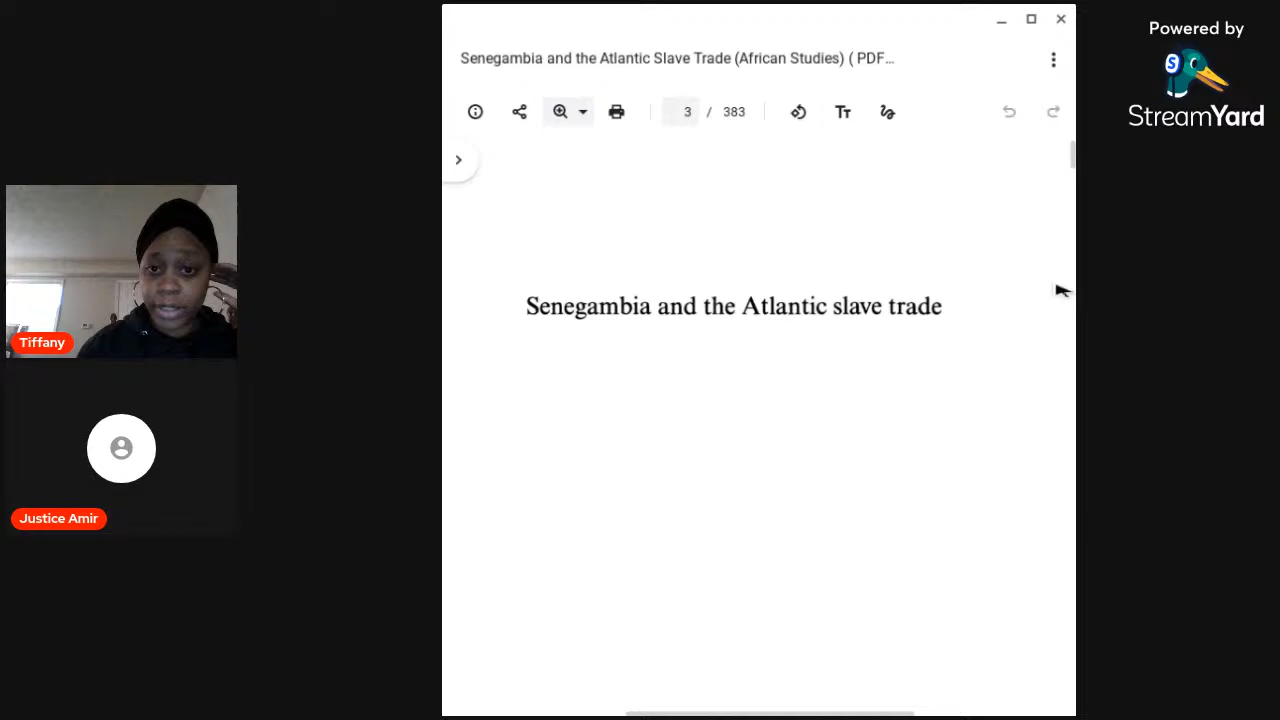 Powered by
StreamYard
Senegambia and the Atlantic Slave Trade (African Studies) ( PDF...
3 / 383
Senegambia and the Atlantic slave trade
Tiffany
Justice Amir